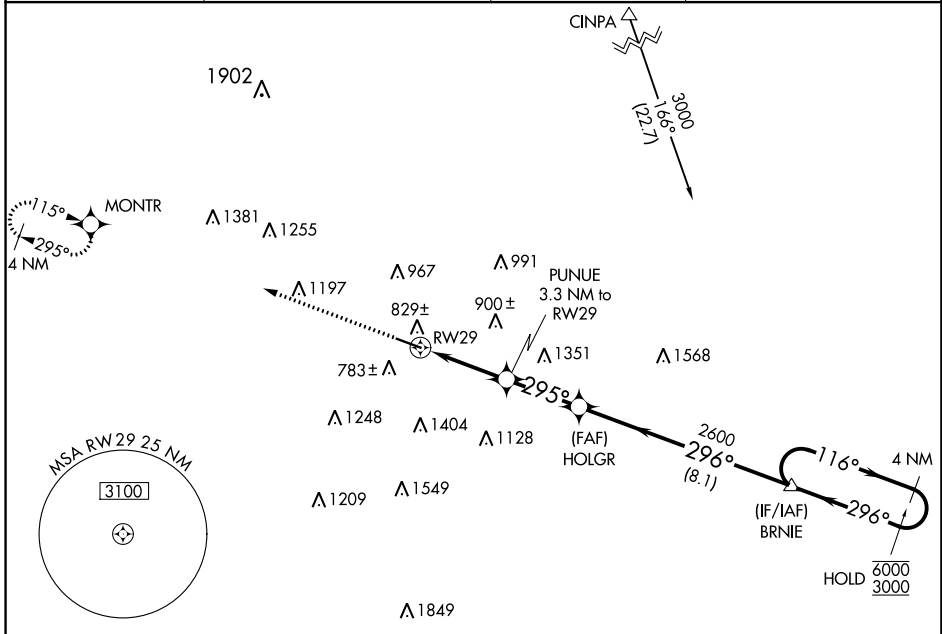 CINPA
3000
166°
(22.7)
1902
MONTR
115°
295°
4 NM
1381
1255
1197
967
991
829±
900±
PUNUE
3.3 NM to
RW29
RW29
1351
1568
783±
295°
1248
1404
1128
(FAF)
HOLGR
2600
296°
(8.1)
116°
4 NM
296°
(IF/IAF)
BRNIE
HOLD 6000
3000
MSA RW 29 25 NM
3100
1209
1549
1849